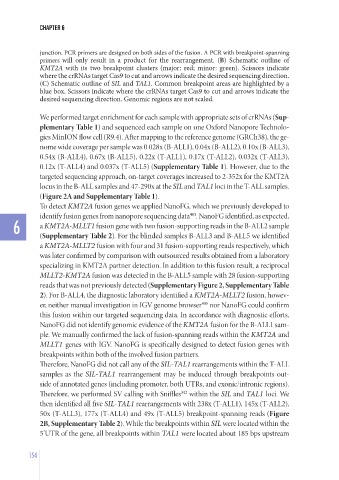 CHAPTER 6
junction. PCR primers are designed on both sides of the fusion. A PCR with breakpoint-spanning
primers will only result in a product for the rearrangement. (B) Schematic outline of
KMT2A with its two breakpoint clusters (major: red; minor: green). Scissors indicate
where the crRNAs target Cas9 to cut and arrows indicate the desired sequencing direction.
(C) Schematic outline of SIL and TAL1. Common breakpoint areas are highlighted by a
blue box. Scissors indicate where the crRNAs target Cas9 to cut and arrows indicate the
desired sequencing direction. Genomic regions are not scaled.
We performed target enrichment for each sample with appropriate sets of crRNAs (Sup-
plementary Table 1) and sequenced each sample on one Oxford Nanopore Technolo-
gies MinION flow cell (R9.4). After mapping to the reference genome (GRCh38), the ge-
nome wide coverage per sample was 0.028x (B-ALL1), 0.04x (B-ALL2), 0.10x (B-ALL3),
0.54x (B-ALL4), 0.67x (B-ALL5), 0.22x (T-ALL1), 0.17x (T-ALL2), 0.032x (T-ALL3),
0.12x (T-ALL4) and 0.037x (T-ALL5) (Supplementary Table 1). However, due to the
targeted sequencing approach, on-target coverages increased to 2-352x for the KMT2A
locus in the B-ALL samples and 47-290x at the SIL and TAL1 loci in the T-ALL samples.
(Figure 2A and Supplementary Table 1).
To detect KMT2A fusion genes we applied NanoFG, which we previously developed to
identify fusion genes from nanopore sequencing data. NanoFG identified, as expected,
a KMT2A-MLLT1 fusion gene with two fusion-supporting reads in the B-ALL2 sample
(Supplementary Table 2). For the blinded samples B-ALL3 and B-ALL5 we identified
a KMT2A-MLLT2 fusion with four and 31 fusion-supporting reads respectively, which
was later confirmed by comparison with outsourced results obtained from a laboratory
specializing in KMT2A partner detection. In addition to this fusion result, a reciprocal
MLLT2-KMT2A fusion was detected in the B-ALL5 sample with 28 fusion-supporting
reads that was not previously detected (Supplementary Figure 2, Supplementary Table
2). For B-ALL4, the diagnostic laboratory identified a KMT2A-MLLT2 fusion, howev-
er, neither manual investigation in IGV genome browser nor NanoFG could confirm
this fusion within our targeted sequencing data. In accordance with diagnostic efforts,
NanoFG did not identify genomic evidence of the KMT2A fusion for the B-ALL1 sam-
ple. We manually confirmed the lack of fusion-spanning reads within the KMT2A and
MLLT1 genes with IGV. NanoFG is specifically designed to detect fusion genes with
breakpoints within both of the involved fusion partners.
Therefore, NanoFG did not call any of the SIL-TAL1 rearrangements within the T-ALL
samples as the SIL-TAL1 rearrangement may be induced through breakpoints out-
side of annotated genes (including promoter, both UTRs, and exonic/intronic regions).
Therefore, we performed SV calling with Sniffles within the SIL and TAL1 loci. We
then identified all five SIL-TAL1 rearrangements with 238x (T-ALL1), 145x (T-ALL2),
50x (T-ALL3), 177x (T-ALL4) and 49x (T-ALL5) breakpoint-spanning reads (Figure
2B, Supplementary Table 2). While the breakpoints within SIL were located within the
5'UTR of the gene, all breakpoints within TAL1 were located about 185 bps upstream
6
154